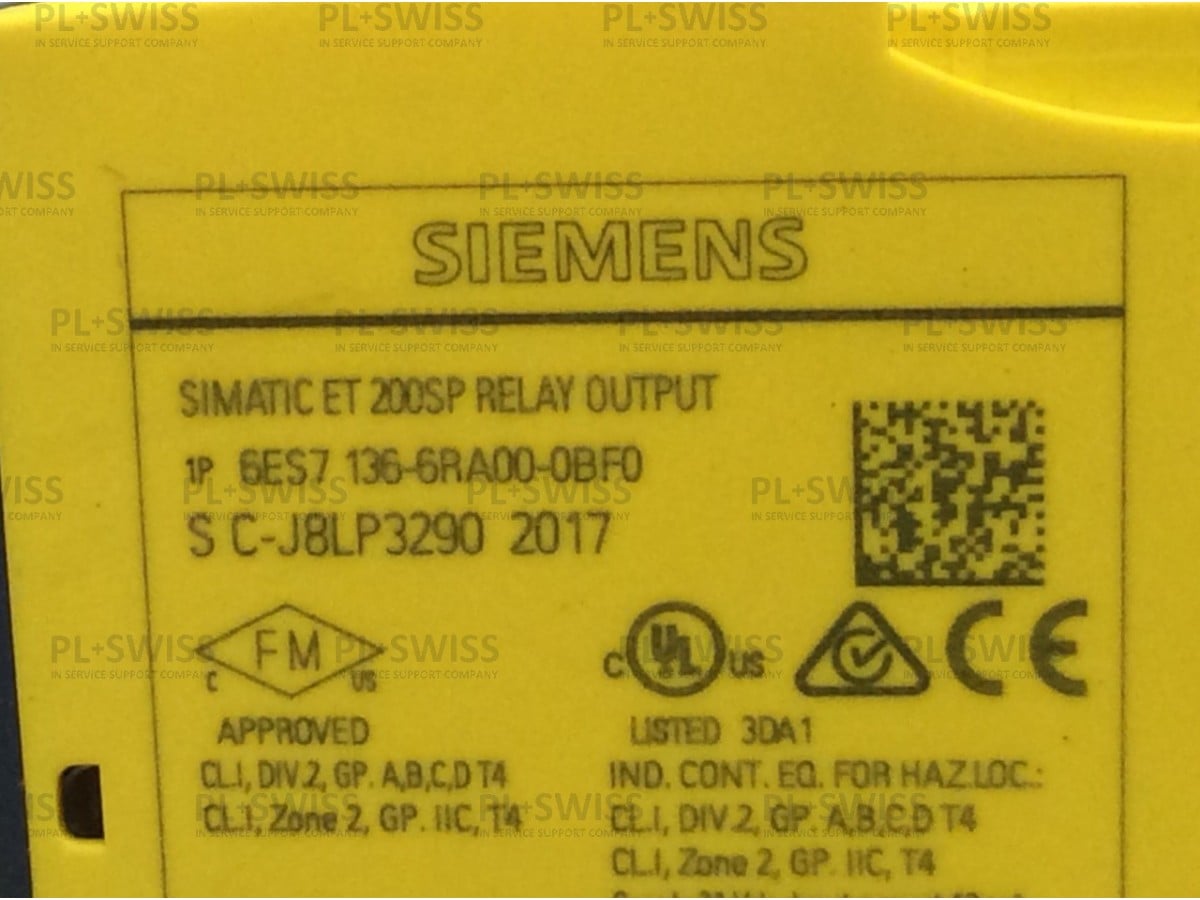 SIEMENS
SIMATIC ET 200SP RELAY OUTPUT
1P 6ES7 136-6RA00-0BF0
S C-J8LP3290 2017
FM
C US
C UL US
CE
APPROVED
LISTED 3DA1
CL.I, DIV.2, GP. A,B,C,D T4
IND. CONT. EQ. FOR HAZ.LOC.:
CL.I, Zone 2, GP. IIC, T4
CL.I, DIV.2, GP. A,B,C,D T4
CL.I, Zone 2, GP. IIC, T4
PL+SWISS
IN SERVICE SUPPORT COMPANY